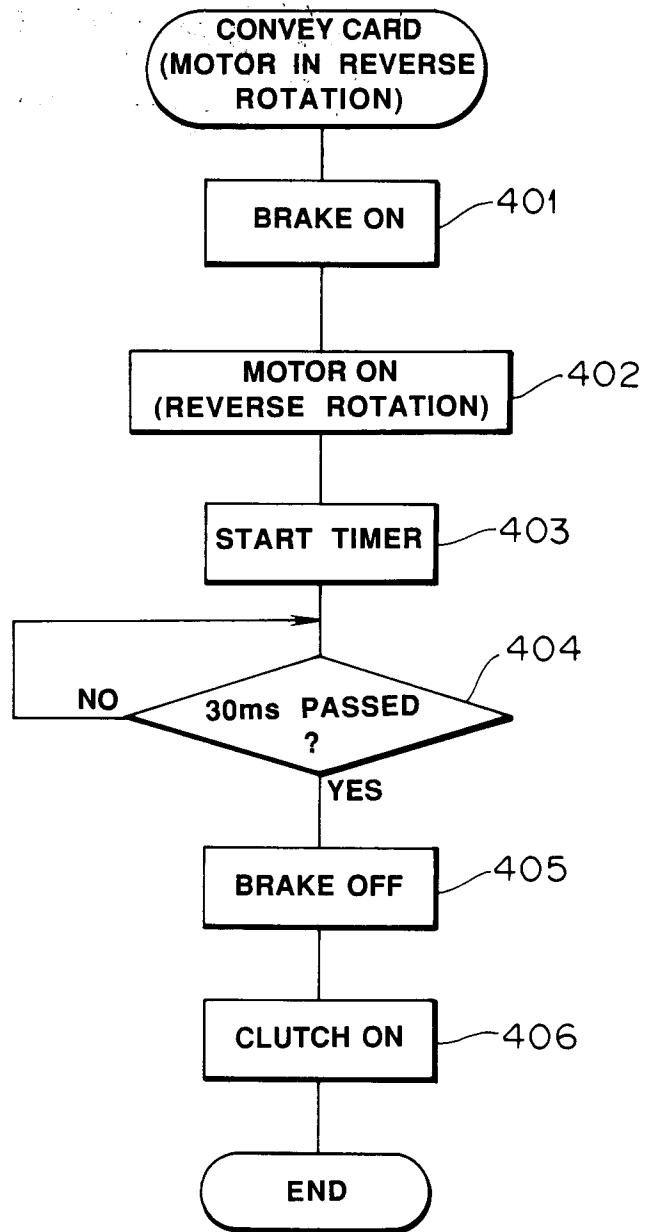 CONVEY CARD
(MOTOR IN REVERSE
ROTATION)
BRAKE ON
401
MOTOR ON
(REVERSE ROTATION)
402
START TIMER
403
404
NO
30ms PASSED
?
YES
BRAKE OFF
405
CLUTCH ON
406
END